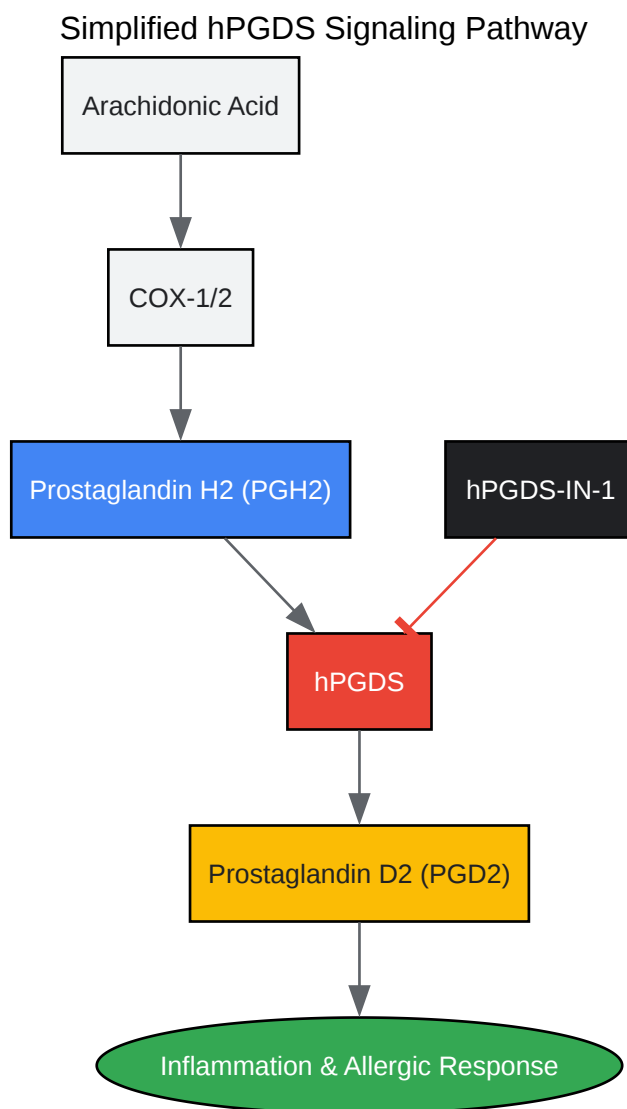 Simplified hPGDS Signaling Pathway
Arachidonic Acid
COX-1/2
Prostaglandin H2 (PGH2)
hPGDS-IN-1
hPGDS
Prostaglandin D2 (PGD2)
Inflammation & Allergic Response